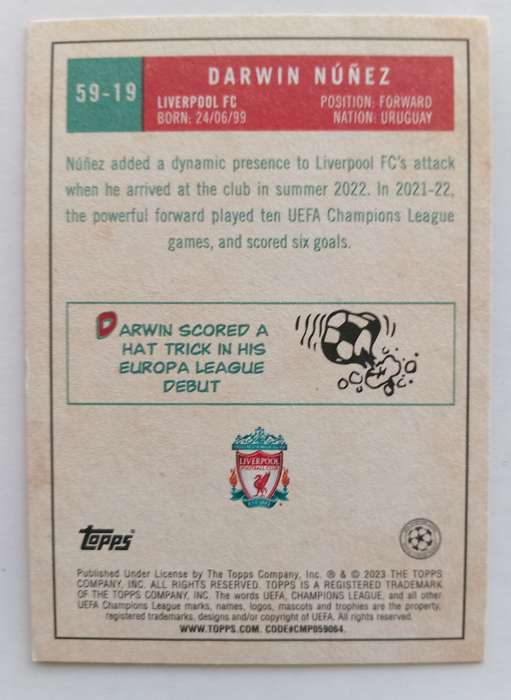 59-19
DARWIN NÚÑEZ
LIVERPOOL FC
BORN: 24/06/99
POSITION: FORWARD
NATION: URUGUAY
Núñez added a dynamic presence to Liverpool FC's attack
when he arrived at the club in summer 2022. In 2021-22,
the powerful forward played ten UEFA Champions League
games, and scored six goals.
DARWIN SCORED A
HAT TRICK IN HIS
EUROPA LEAGUE
DEBUT
LIVERPOOL
FOOTBALL CLUB
topps
Published Under License by The Topps Company, Inc. ® & © 2023 THE TOPPS
COMPANY, INC. ALL RIGHTS RESERVED. TOPPS IS A REGISTERED TRADEMARK
OF THE TOPPS COMPANY, INC. The words UEFA, CHAMPIONS LEAGUE, and all other
UEFA Champions League marks, names, logos, mascots and trophies are the property,
registered trademarks, designs and/or copyright of UEFA. All rights reserved.
WWW.TOPPS.COM. CODE#CMP059064.